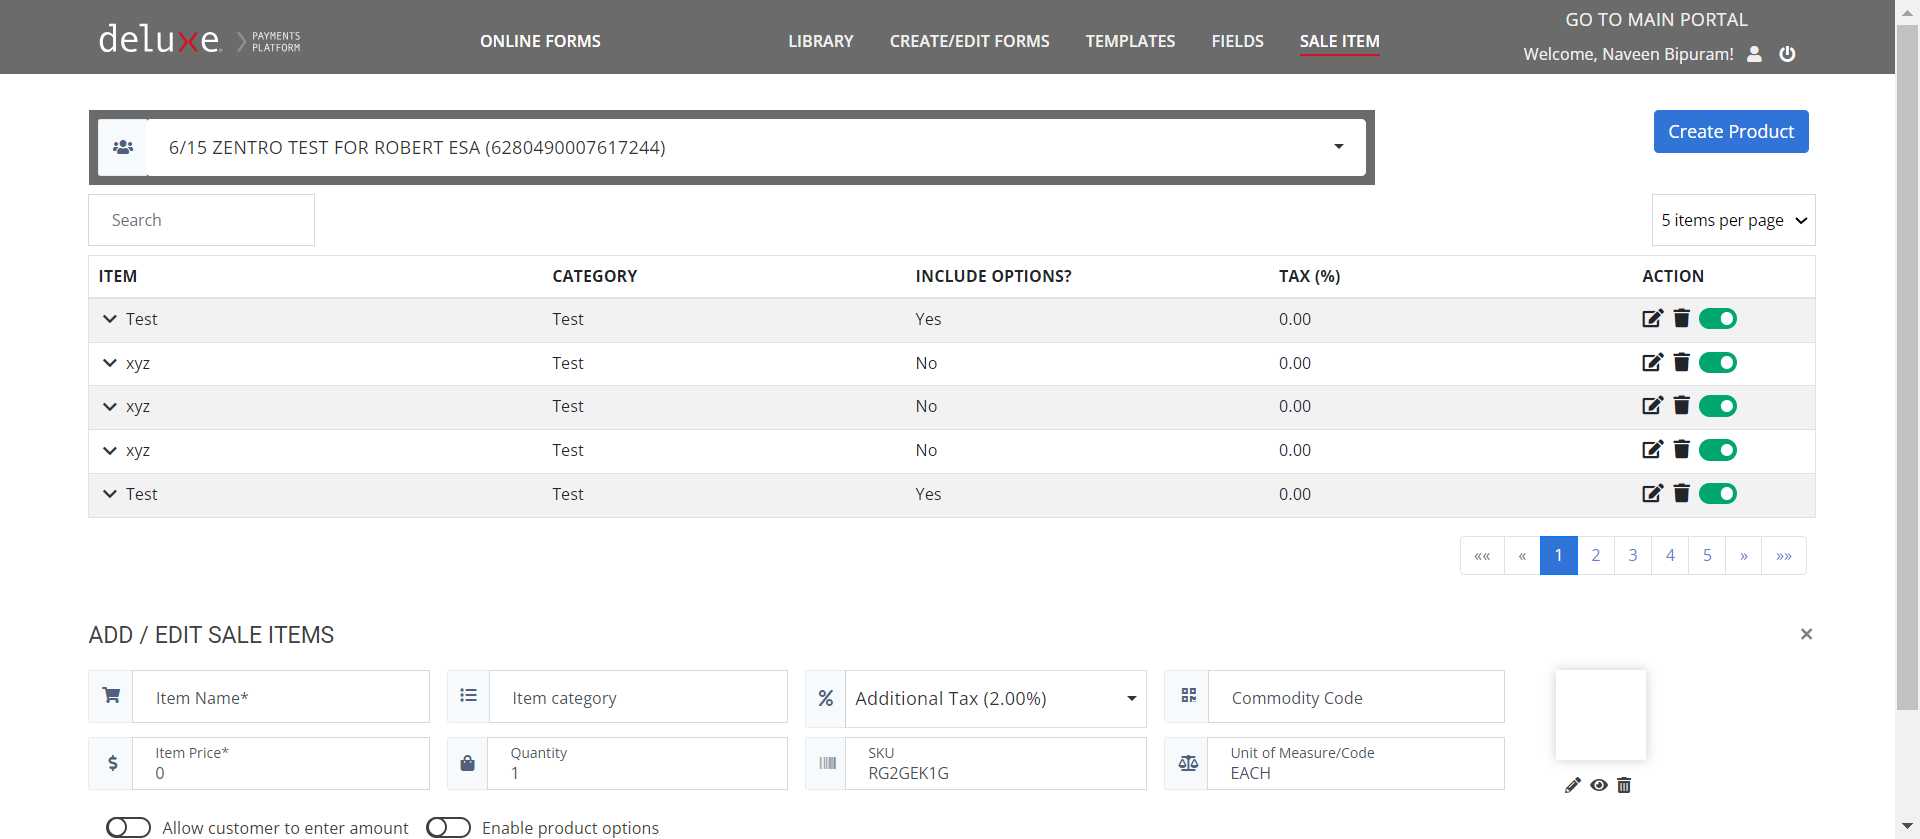 deluxe. PAYMENTS PLATFORM
ONLINE FORMS
LIBRARY CREATE/EDIT FORMS TEMPLATES FIELDS SALE ITEM
GO TO MAIN PORTAL
Welcome, Naveen Bipuram!
6/15 ZENTRO TEST FOR ROBERT ESA (6280490007617244)
Create Product
Search
5 items per page
ITEM CATEGORY INCLUDE OPTIONS? TAX (%) ACTION
Test Test Yes 0.00
xyz Test No 0.00
xyz Test No 0.00
xyz Test No 0.00
Test Test Yes 0.00
«« « 1 2 3 4 5 » »»
ADD / EDIT SALE ITEMS ×
Item Name* Item category % Additional Tax (2.00%) Commodity Code
$ Item Price* Quantity SKU Unit of Measure/Code
0 1 RG2GEK1G EACH
Allow customer to enter amount Enable product options